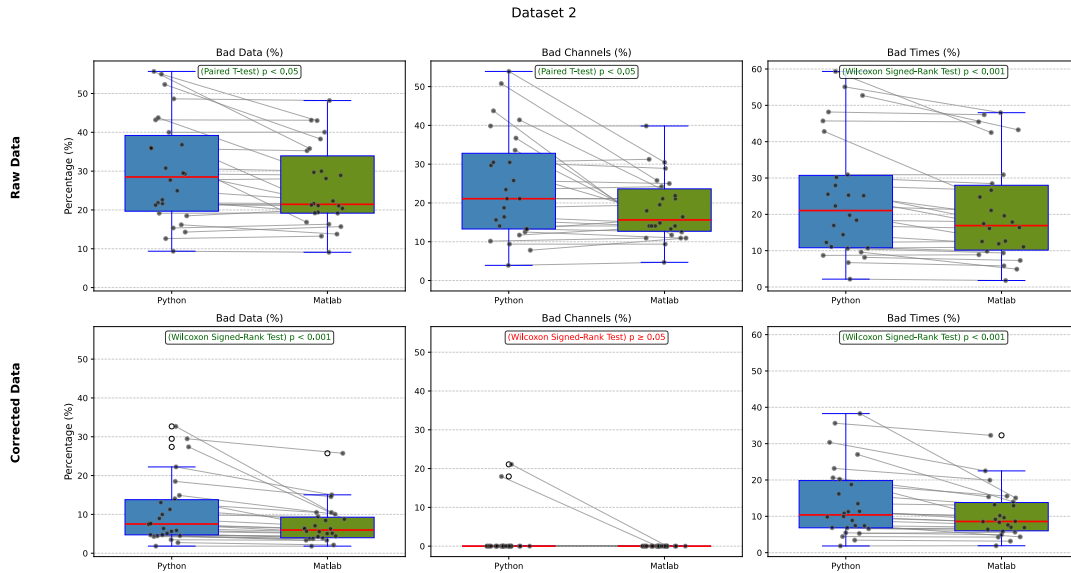 Dataset 2
Raw Data
Bad Data (%)
(Paired T-test) p < 0.05
Percentage (%)
50
40
30
20
10
0
Python
Matlab
Bad Channels (%)
(Paired T-test) p < 0.05
50
40
30
20
10
0
Python
Matlab
Bad Times (%)
(Wilcoxon Signed-Rank Test) p < 0.001
60
50
40
30
20
10
0
Python
Matlab
Corrected Data
Bad Data (%)
(Wilcoxon Signed-Rank Test) p < 0.001
Percentage (%)
50
40
30
20
10
0
Python
Matlab
Bad Channels (%)
(Wilcoxon Signed-Rank Test) p ≥ 0.05
50
40
30
20
10
0
Python
Matlab
Bad Times (%)
(Wilcoxon Signed-Rank Test) p < 0.001
60
50
40
30
20
10
0
Python
Matlab